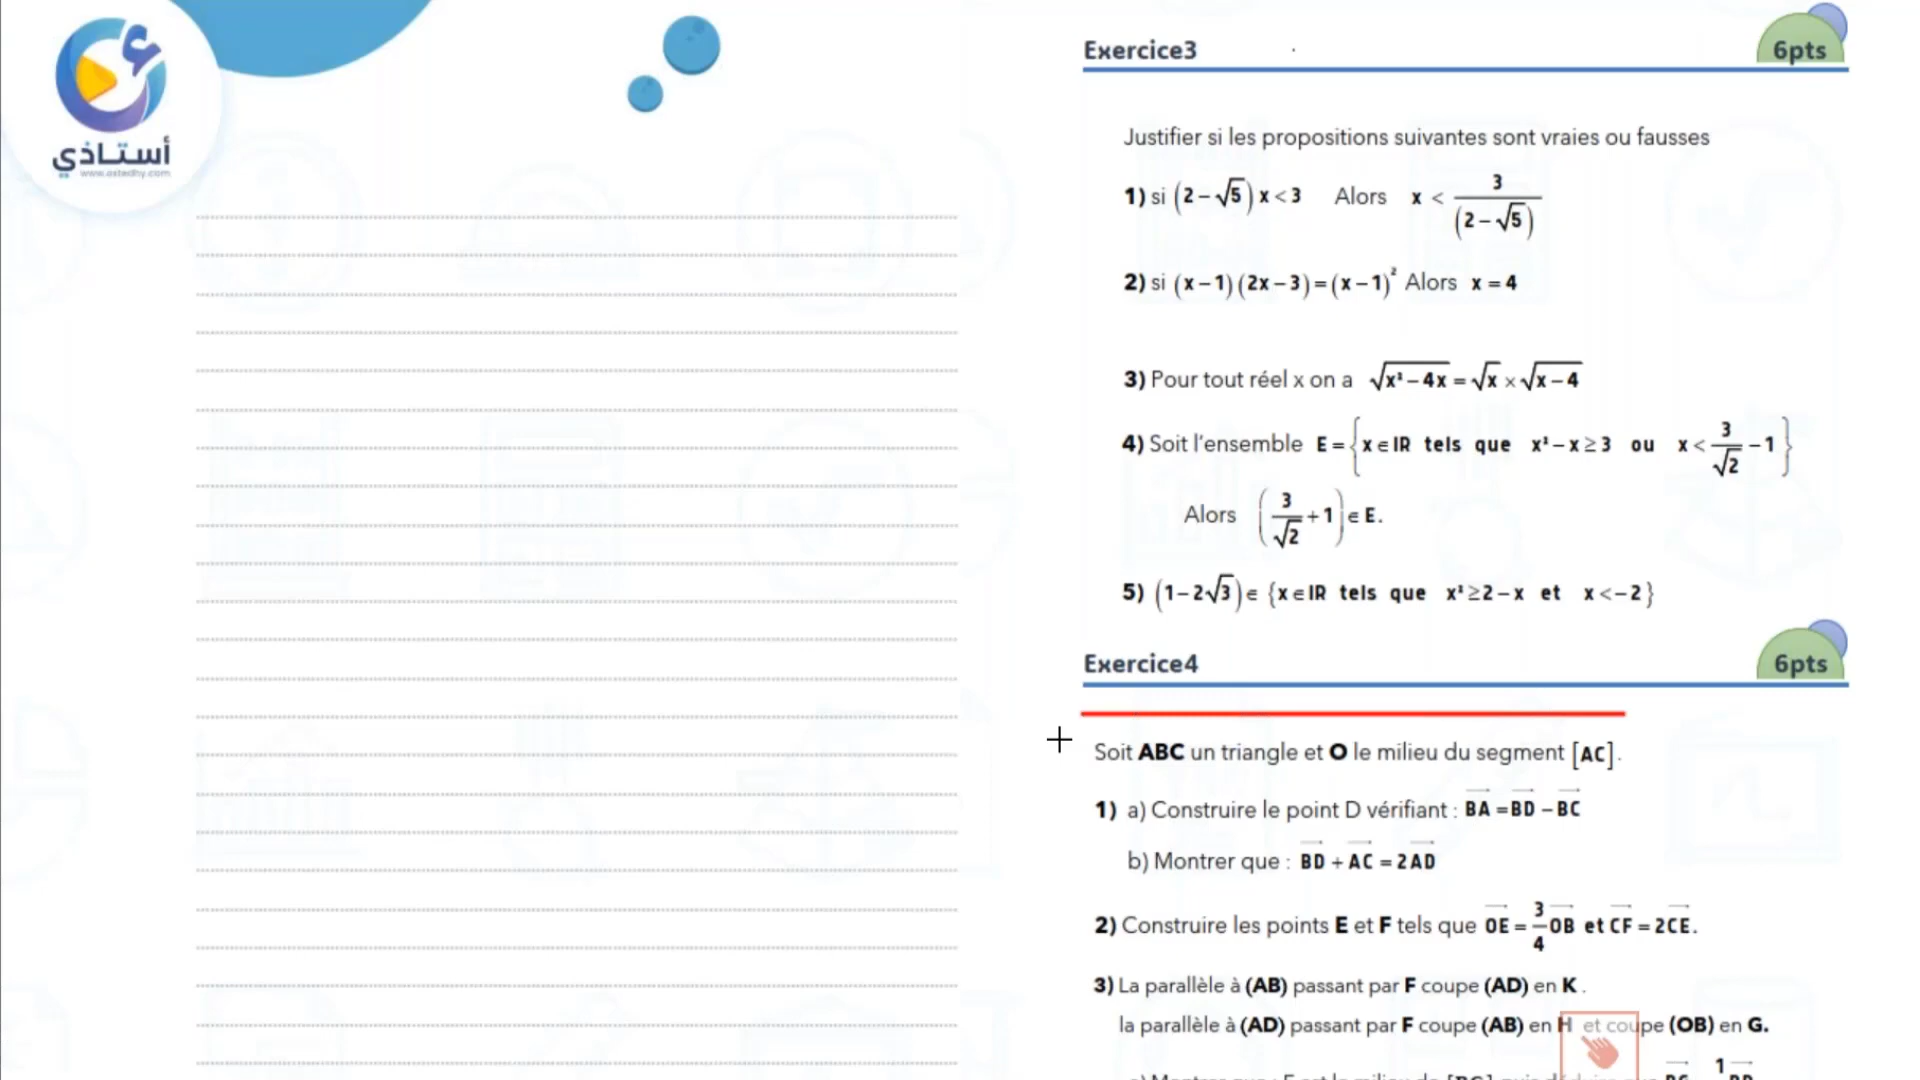 أستاذي
www.ostedhy.com
Exercice3
6pts
Justifier si les propositions suivantes sont vraies ou fausses
1) si (2-√5) x < 3 Alors x < 3/(2-√5)
2) si (x-1)(2x-3)=(x-1)² Alors x=4
3) Pour tout réel x on a √(x²-4x) = √x × √(x-4)
4) Soit l'ensemble E = {x ∈ IR tels que x²-x ≥ 3 ou x < 3/√2 -1}
Alors (3/√2 +1) ∈ E.
5) (1-2√3) ∈ {x ∈ IR tels que x² ≥ 2-x et x < -2}
Exercice4
6pts
Soit ABC un triangle et O le milieu du segment [AC].
1) a) Construire le point D vérifiant : BA⃗ = BD⃗ - BC⃗
b) Montrer que : BD⃗ + AC⃗ = 2AD⃗
2) Construire les points E et F tels que OE⃗ = 3/4 OB⃗ et CF⃗ = 2CE⃗.
3) La parallèle à (AB) passant par F coupe (AD) en K .
la parallèle à (AD) passant par F coupe (AB) en H et coupe (OB) en G.